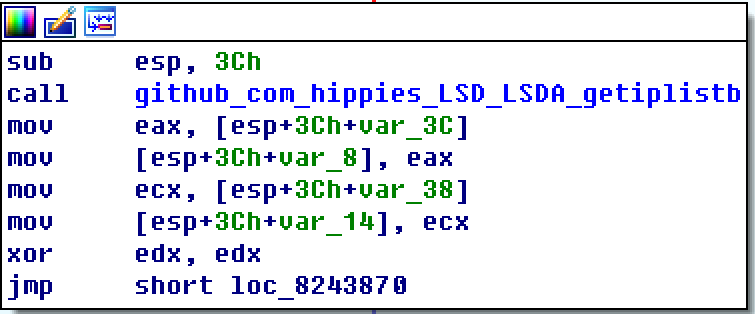 sub esp, 3Ch
call github_com_hippies_LSD_LSDA_getiplistb
mov eax, [esp+3Ch+var_3C]
mov [esp+3Ch+var_8], eax
mov ecx, [esp+3Ch+var_38]
mov [esp+3Ch+var_14], ecx
xor edx, edx
jmp short loc_8243870